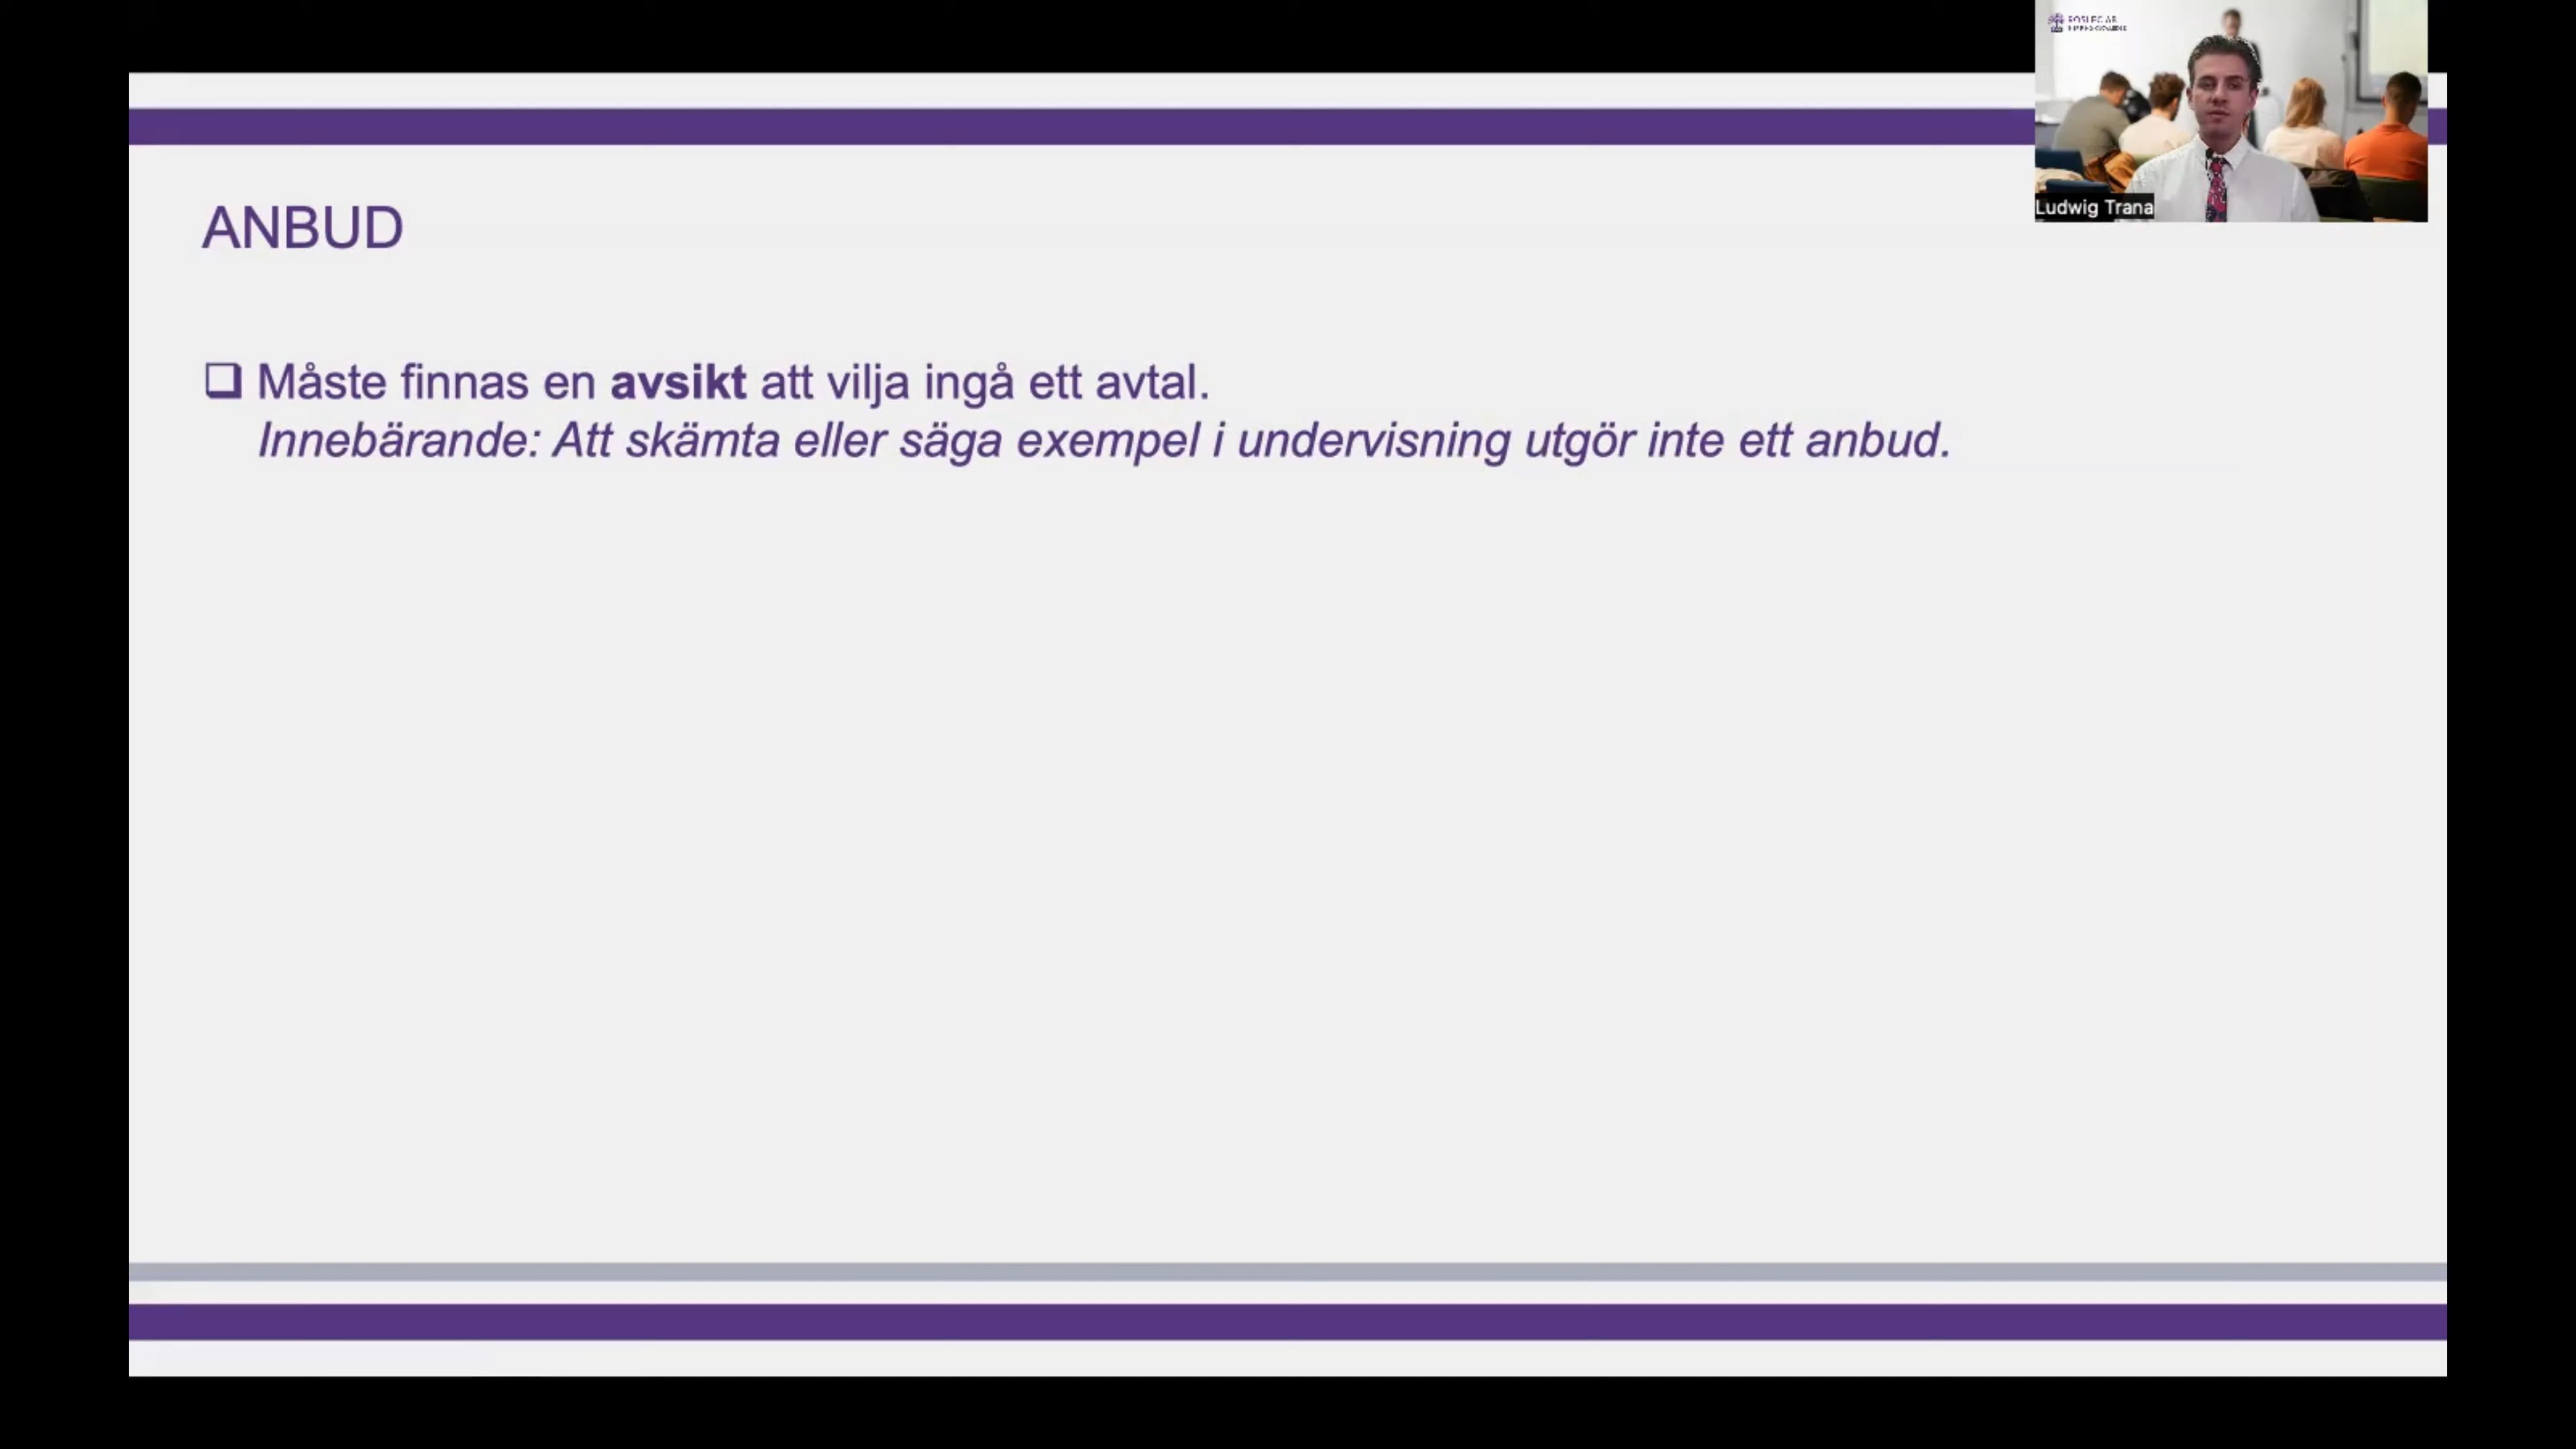 ANBUD
Måste finnas en avsikt att vilja ingå ett avtal.
Innebärande: Att skämta eller säga exempel i undervisning utgör inte ett anbud.
Ludwig Trana